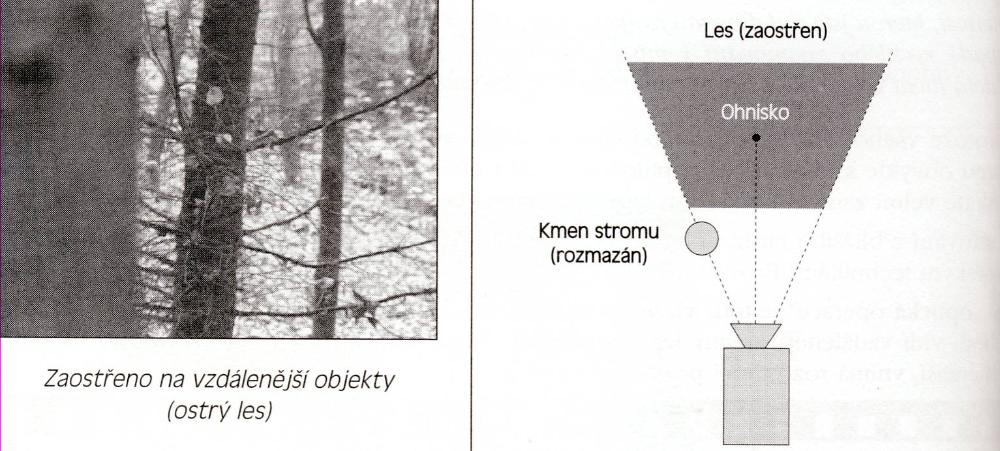 Zaostřeno na vzdálenější objekty
(ostrý les)
Les (zaostřen)
Ohnisko
Kmen stromu
(rozmazán)